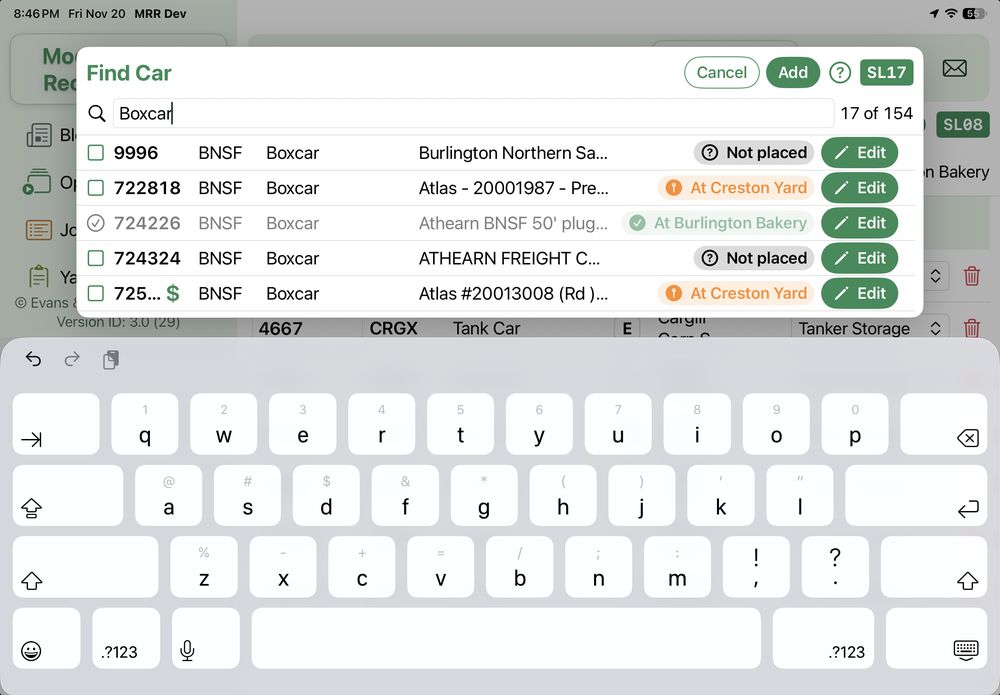 8:46 PM Fri Nov 20 MRR Dev 55
Find Car Cancel Add ? SL17
Boxcar 17 of 154
9996 BNSF Boxcar Burlington Northern Sa... Not placed Edit
722818 BNSF Boxcar Atlas - 20001987 - Pre... At Creston Yard Edit
724226 BNSF Boxcar Athearn BNSF 50' plug... At Burlington Bakery Edit
724324 BNSF Boxcar ATHEARN FREIGHT C... Not placed Edit
725... $ BNSF Boxcar Atlas #20013008 (Rd )... At Creston Yard Edit
SL08
n Bakery
© Evans &
Version ID: 3.0 (29)
4667 CRGX Tank Car E Cargill Tanker Storage
1 2 3 4 5 6 7 8 9 0
q w e r t y u i o p
@ # $ & * ( ) ' "
a s d f g h j k l
% - + = / ; : ! ?
z x c v b n m , .
.?123 .?123